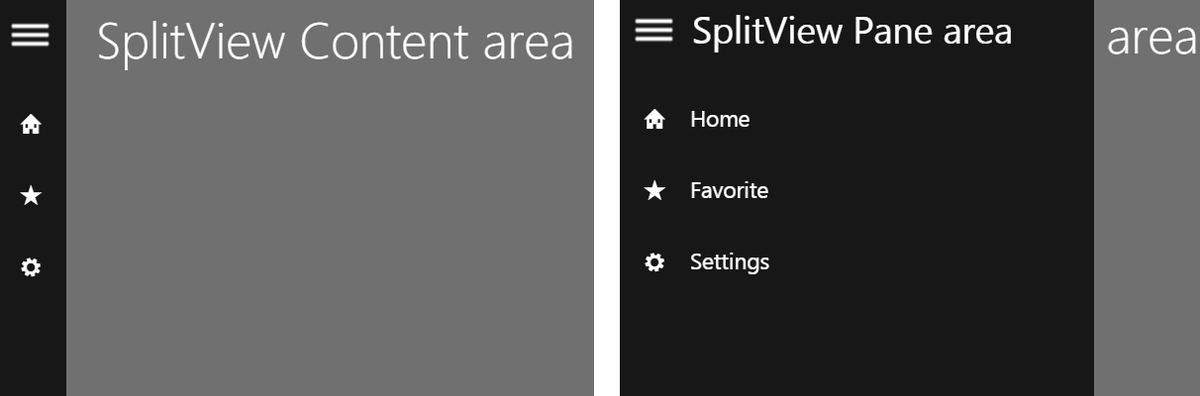 SplitView Content area
SplitView Pane area
area
Home
Favorite
Settings